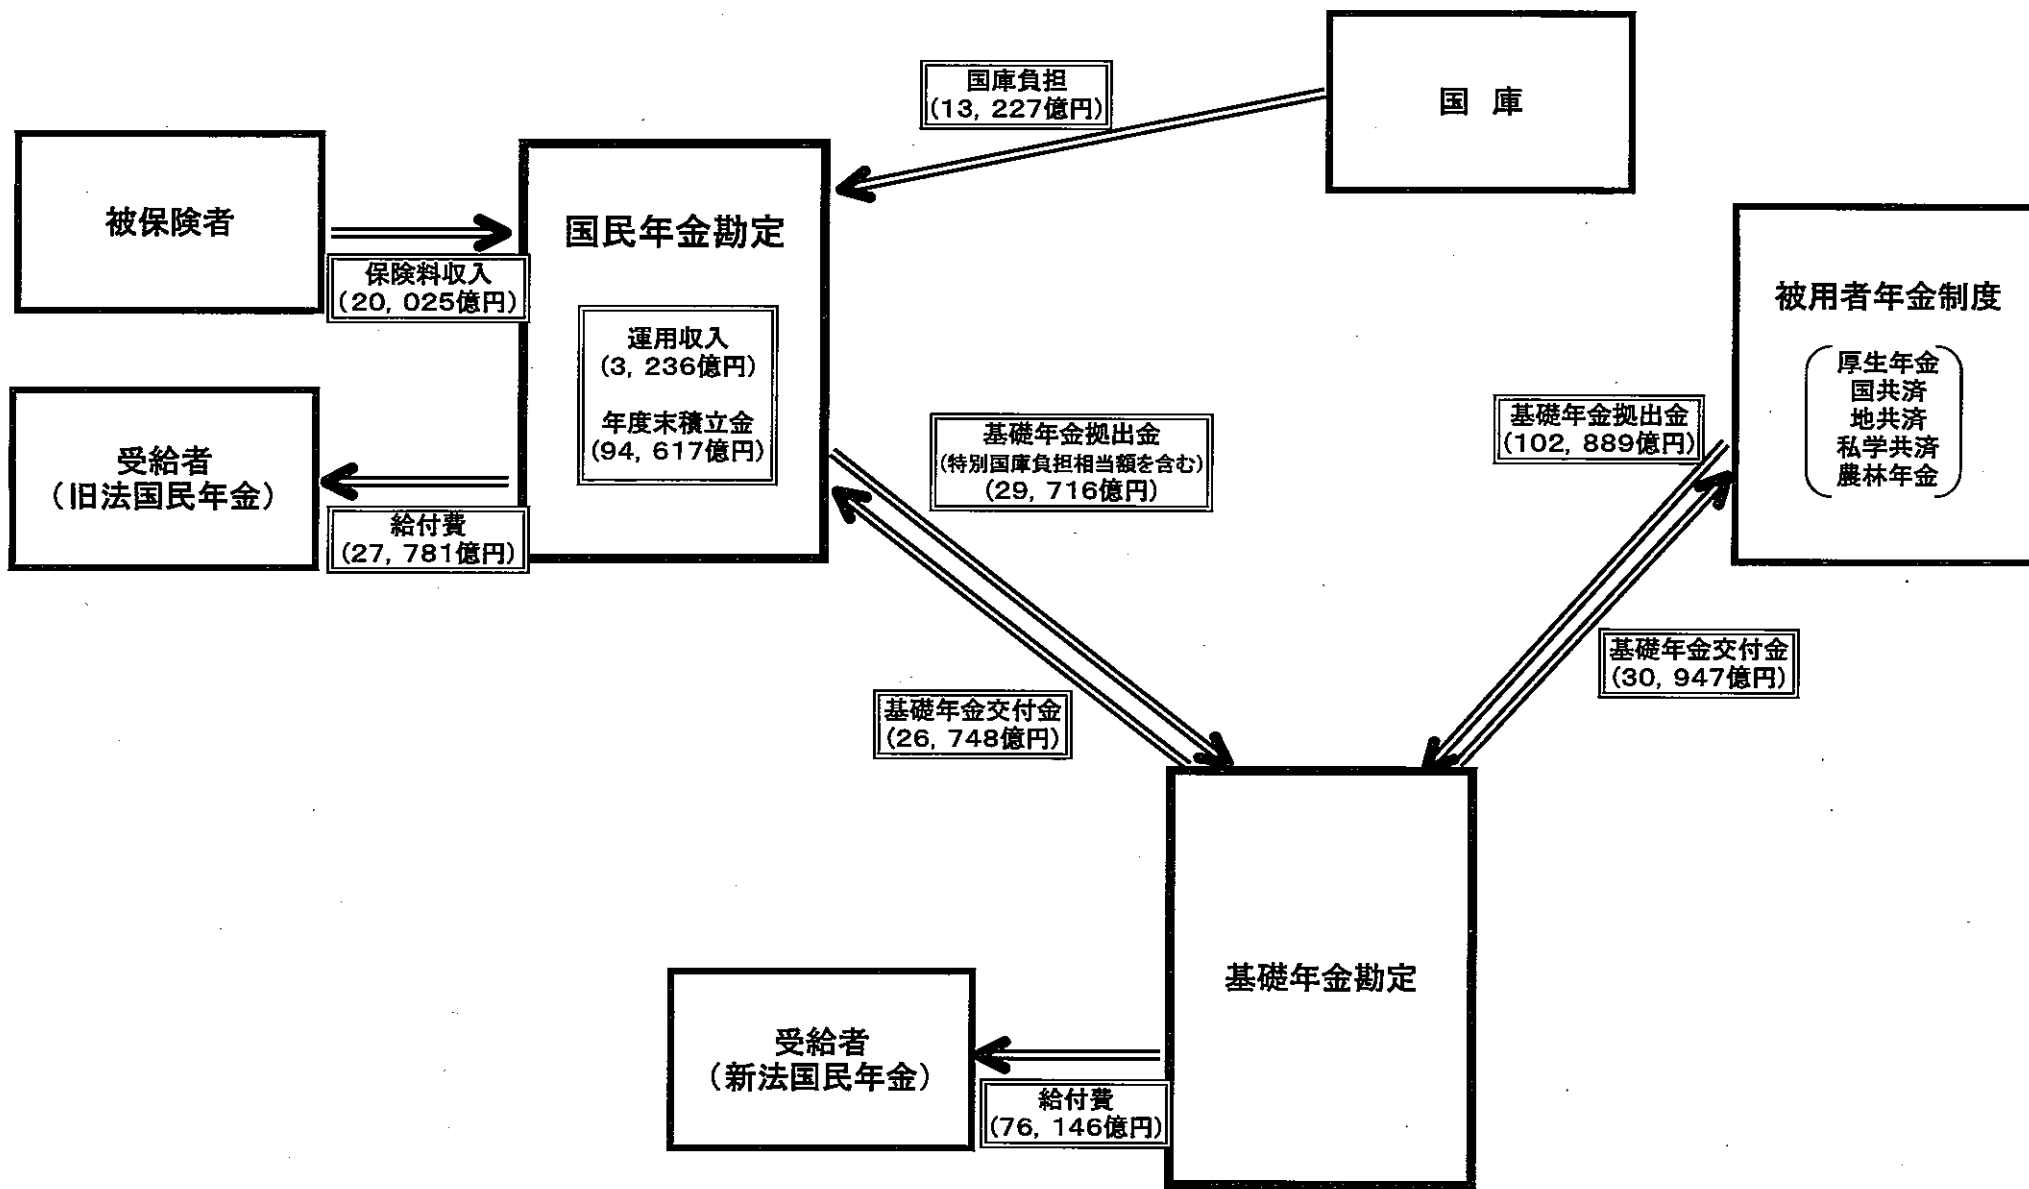 国庫
国庫負担
(13, 227億円)
被保険者
保険料収入
(20, 025億円)
国民年金勘定
運用収入
(3, 236億円)
年度末積立金
(94, 617億円)
受給者
(旧法国民年金)
給付費
(27, 781億円)
基礎年金拠出金
(特別国庫負担相当額を含む)
(29, 716億円)
基礎年金交付金
(26, 748億円)
被用者年金制度
厚生年金
国共済
地共済
私学共済
農林年金
基礎年金拠出金
(102, 889億円)
基礎年金交付金
(30, 947億円)
基礎年金勘定
受給者
(新法国民年金)
給付費
(76, 146億円)